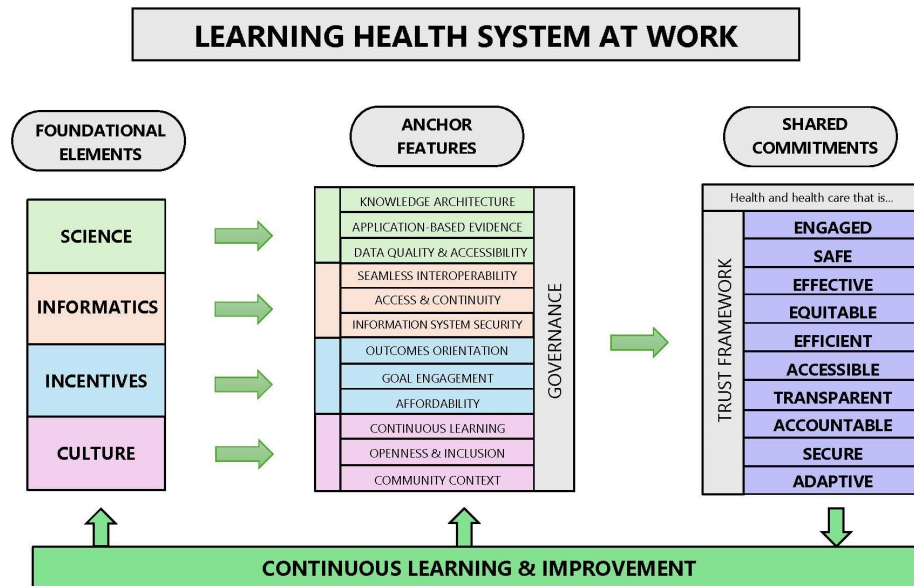 LEARNING HEALTH SYSTEM AT WORK
FOUNDATIONAL
ELEMENTS
SCIENCE
INFORMATICS
INCENTIVES
CULTURE
ANCHOR
FEATURES
KNOWLEDGE ARCHITECTURE
APPLICATION-BASED EVIDENCE
DATA QUALITY & ACCESSIBILITY
SEAMLESS INTEROPERABILITY
ACCESS & CONTINUITY
INFORMATION SYSTEM SECURITY
OUTCOMES ORIENTATION
GOAL ENGAGEMENT
AFFORDABILITY
CONTINUOUS LEARNING
OPENNESS & INCLUSION
COMMUNITY CONTEXT
GOVERNANCE
SHARED
COMMITMENTS
Health and health care that is...
TRUST FRAMEWORK
ENGAGED
SAFE
EFFECTIVE
EQUITABLE
EFFICIENT
ACCESSIBLE
TRANSPARENT
ACCOUNTABLE
SECURE
ADAPTIVE
CONTINUOUS LEARNING & IMPROVEMENT